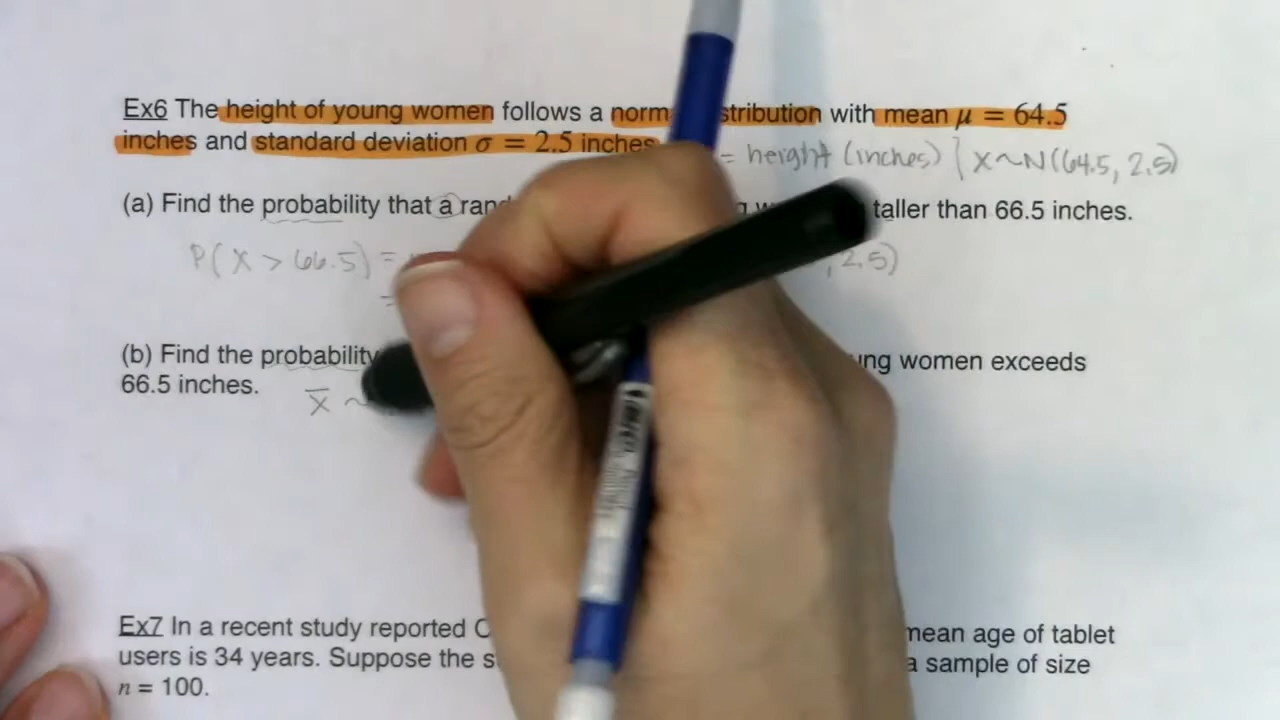 Ex6 The height of young women follows a norm stribution with mean μ = 64.5
inches and standard deviation σ = 2.5 inches
= height (inches) | X~N(64.5, 2.5)
(a) Find the probability that a ran taller than 66.5 inches.
P(X > 66.5) = , 2.5)
=
(b) Find the probability ung women exceeds
66.5 inches.
x̄ ~
Ex7 In a recent study reported mean age of tablet
users is 34 years. Suppose the s a sample of size
n = 100.